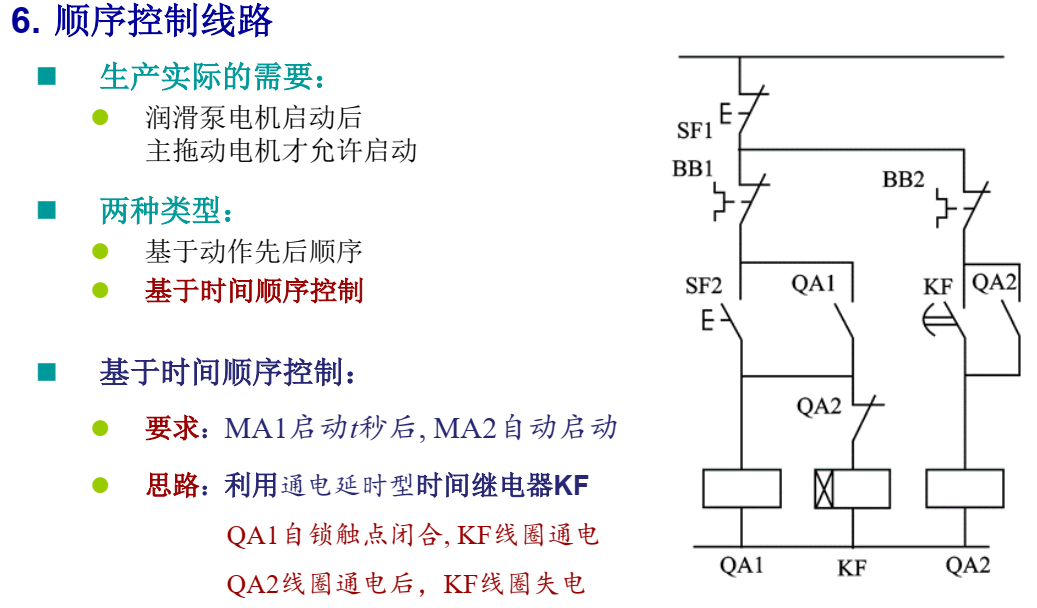 6. 顺序控制线路
生产实际的需要：
润滑泵电机启动后
主拖动电机才允许启动
两种类型：
基于动作先后顺序
基于时间顺序控制
基于时间顺序控制：
要求：MA1启动t秒后, MA2自动启动
思路：利用通电延时型时间继电器KF
QA1自锁触点闭合, KF线圈通电
QA2线圈通电后，KF线圈失电
SF1
BB1
BB2
SF2
QA1
KF
QA2
QA2
QA1
KF
QA2